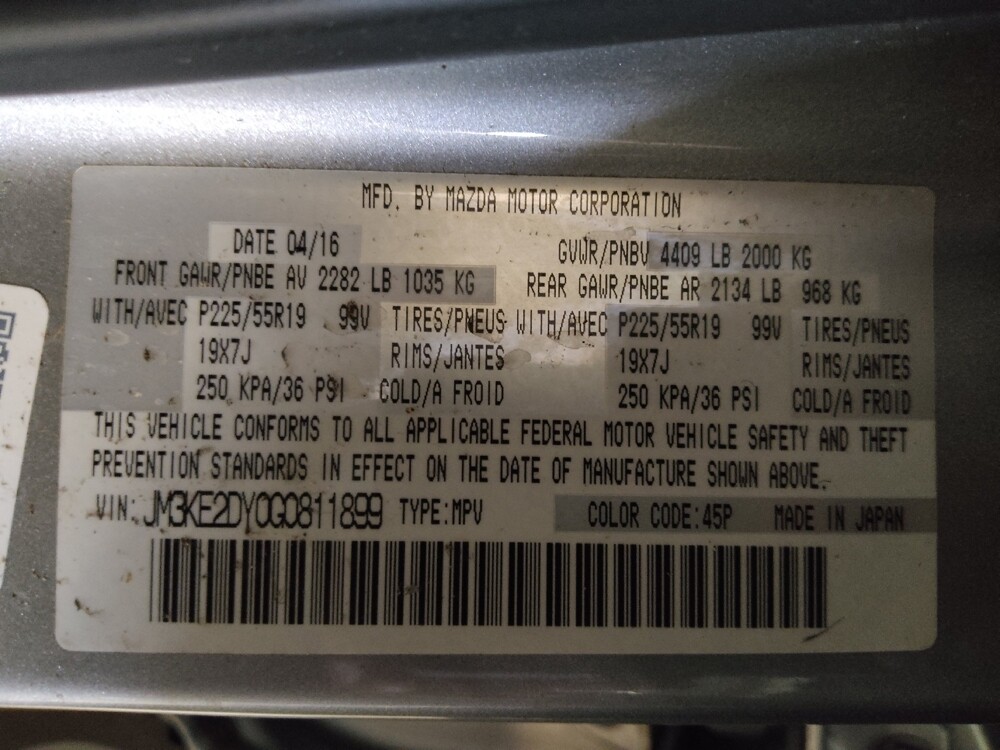 MFD. BY MAZDA MOTOR CORPORATION
DATE 04/16 GVWR/PNBV 4409 LB 2000 KG
FRONT GAWR/PNBE AV 2282 LB 1035 KG REAR GAWR/PNBE AR 2134 LB 968 KG
WITH/AVEC P225/55R19 99V TIRES/PNEUS WITH/AVEC P225/55R19 99V TIRES/PNEUS
19X7J RIMS/JANTES 19X7J RIMS/JANTES
250 KPA/36 PSI COLD/A FROID 250 KPA/36 PSI COLD/A FROID
THIS VEHICLE CONFORMS TO ALL APPLICABLE FEDERAL MOTOR VEHICLE SAFETY AND THEFT
PREVENTION STANDARDS IN EFFECT ON THE DATE OF MANUFACTURE SHOWN ABOVE.
VIN: JM3KE2DY0G0811899 TYPE:MPV COLOR CODE:45P MADE IN JAPAN